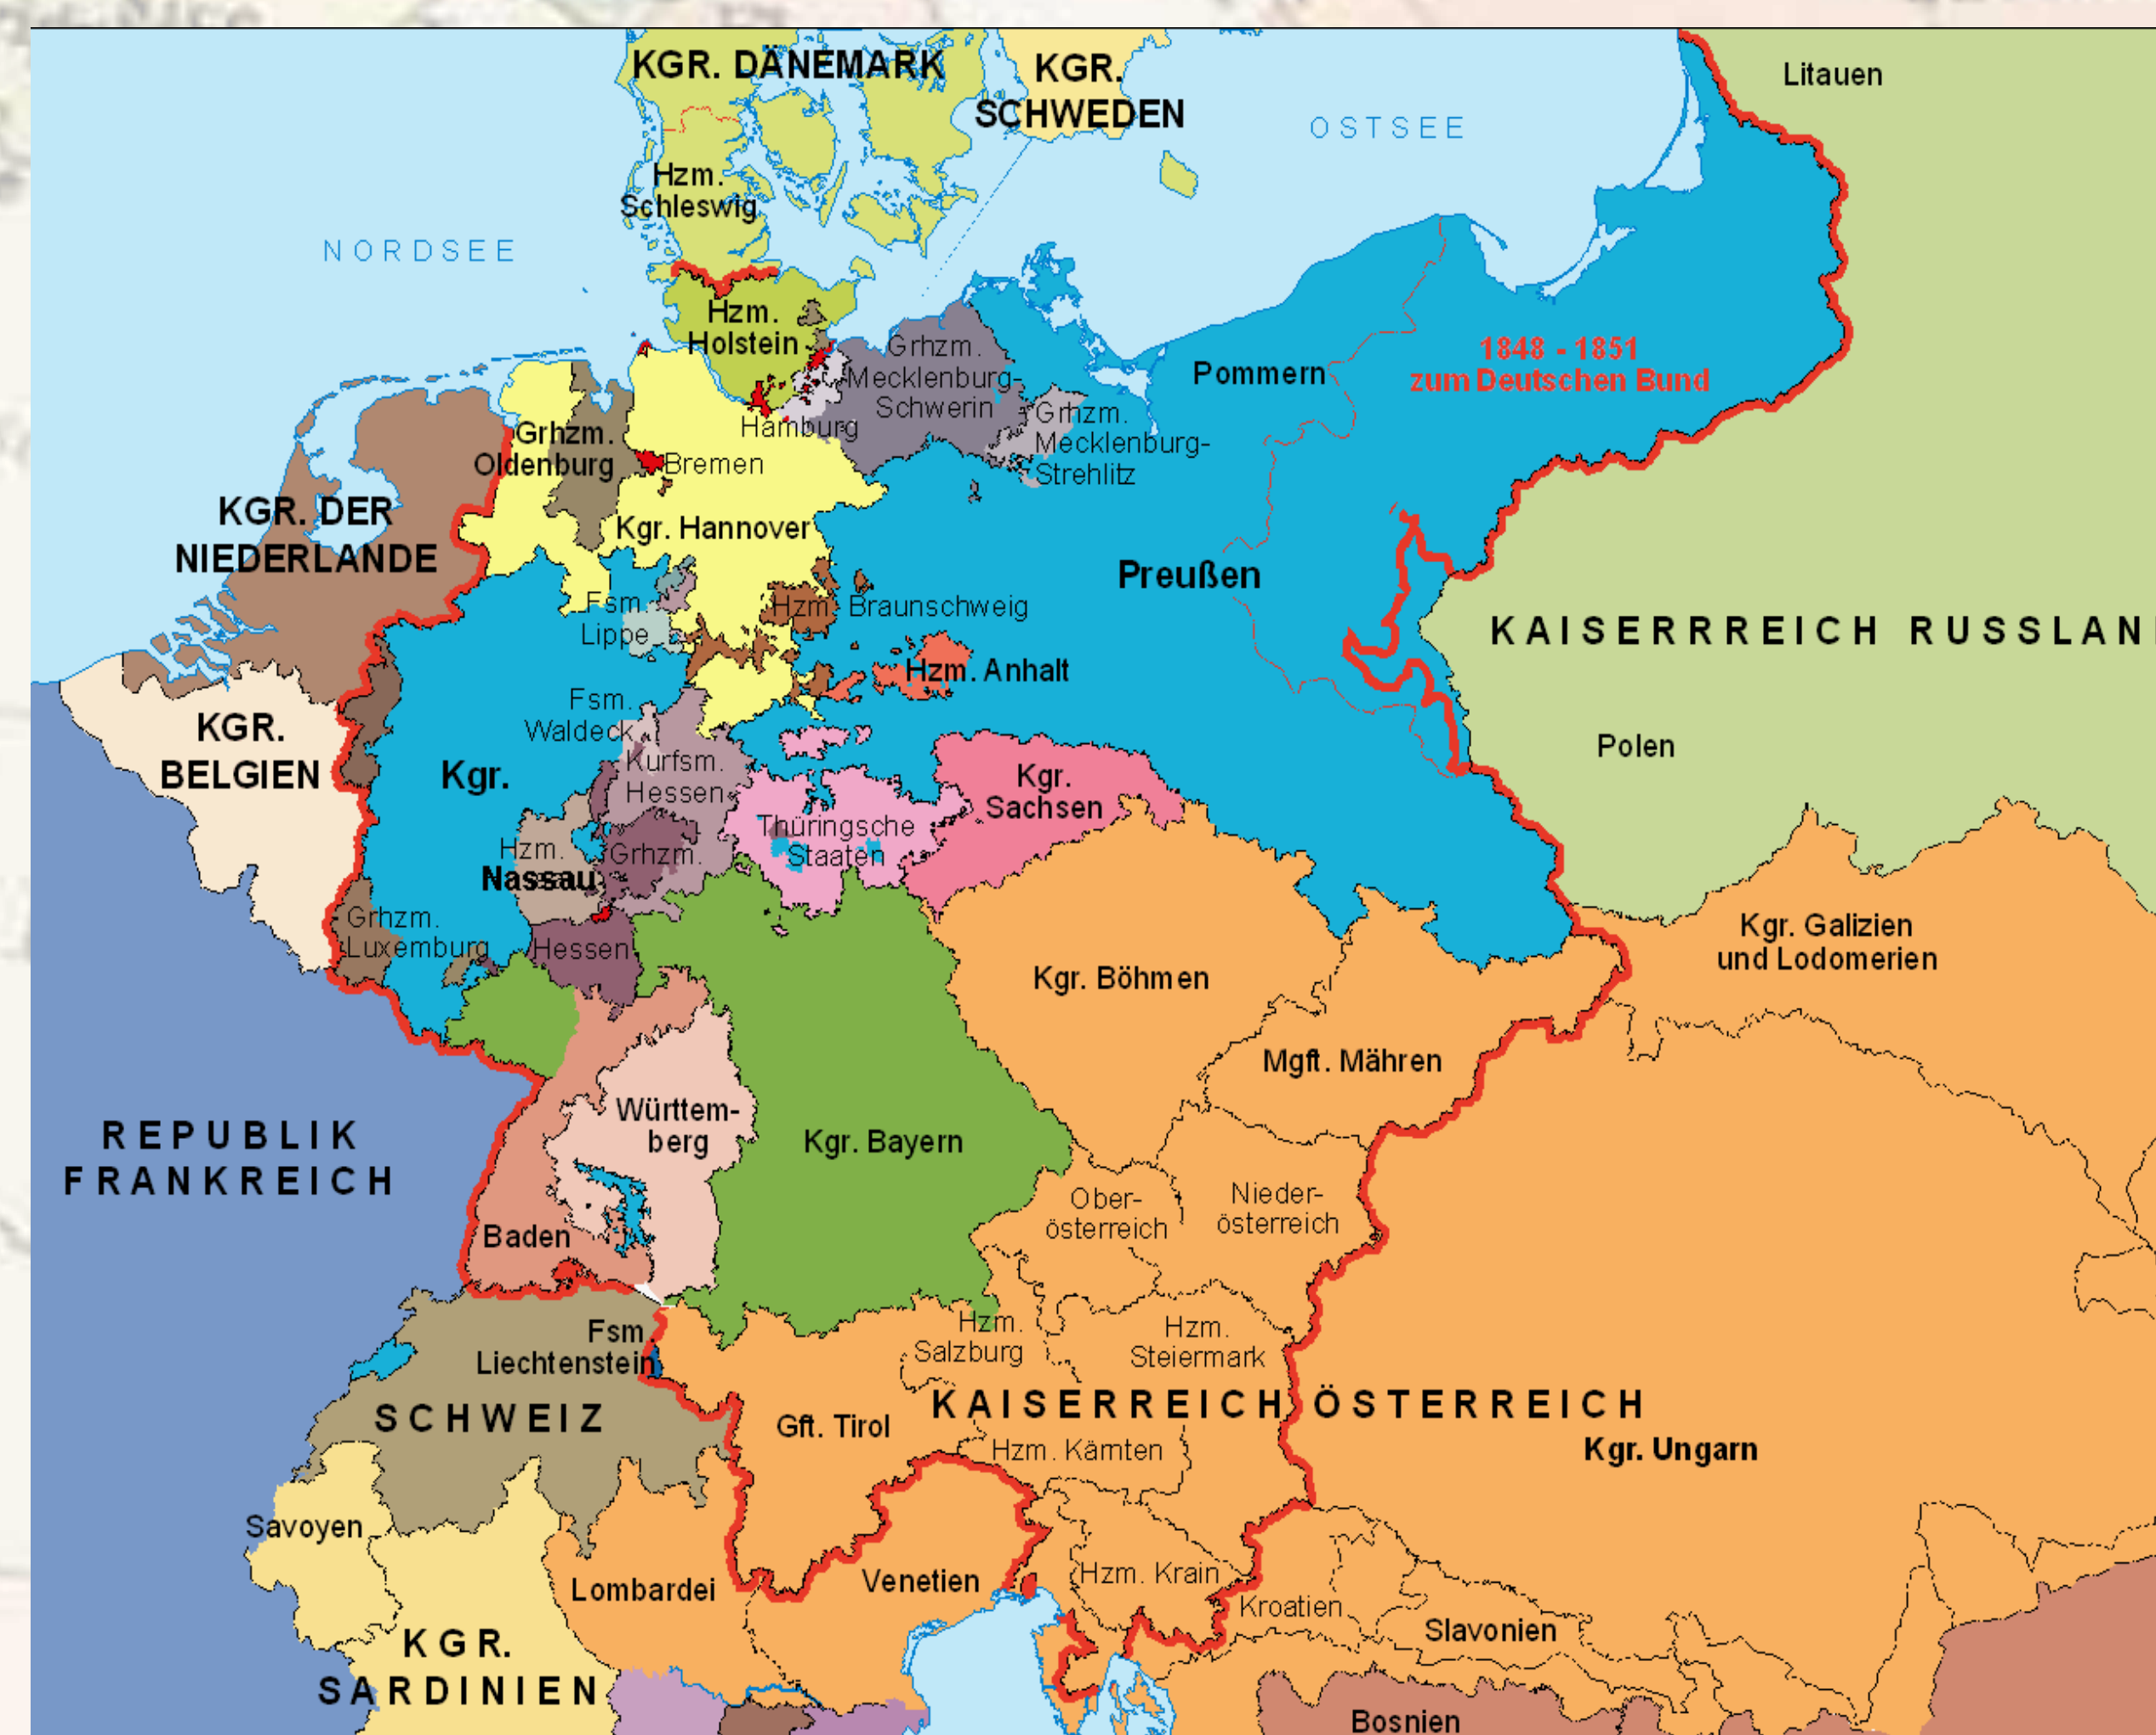 KGR. DÄNEMARK
KGR.
SCHWEDEN
Litauen
OSTSEE
Hzm.
Schleswig
NORDSEE
Hzm.
Holstein
Grhzm.
Mecklenburg-
Schwerin
1848 - 1851
zum Deutschen Bund
Pommern
Grhzm.
Mecklenburg-
Strehlitz
Hamburg
Grhzm.
Oldenburg
Bremen
KGR. DER
NIEDERLANDE
Kgr. Hannover
Preußen
Fsm.
Lippe
Hzm. Braunschweig
KAISERRREICH RUSSLAN
Hzm. Anhalt
Fsm.
Waldeck
KGR.
BELGIEN
Polen
Kgr.
Kurfsm.
Hessen
Kgr.
Sachsen
Thüringsche
Staaten
Hzm.
Nassau
Grhzm.
Hessen
Grhzm.
Luxemburg
Kgr. Galizien
und Lodomerien
Kgr. Böhmen
Mgft. Mähren
REPUBLIK
FRANKREICH
Württem-
berg
Kgr. Bayern
Ober-
österreich
Nieder-
österreich
Baden
Fsm.
Liechtenstein
Hzm.
Salzburg
Hzm.
Steiermark
SCHWEIZ
KAISERREICH ÖSTERREICH
Gft. Tirol
Hzm. Kärnten
Kgr. Ungarn
Savoyen
Lombardei
Venetien
Hzm. Krain
Kroatien
Slavonien
KGR.
SARDINIEN
Bosnien